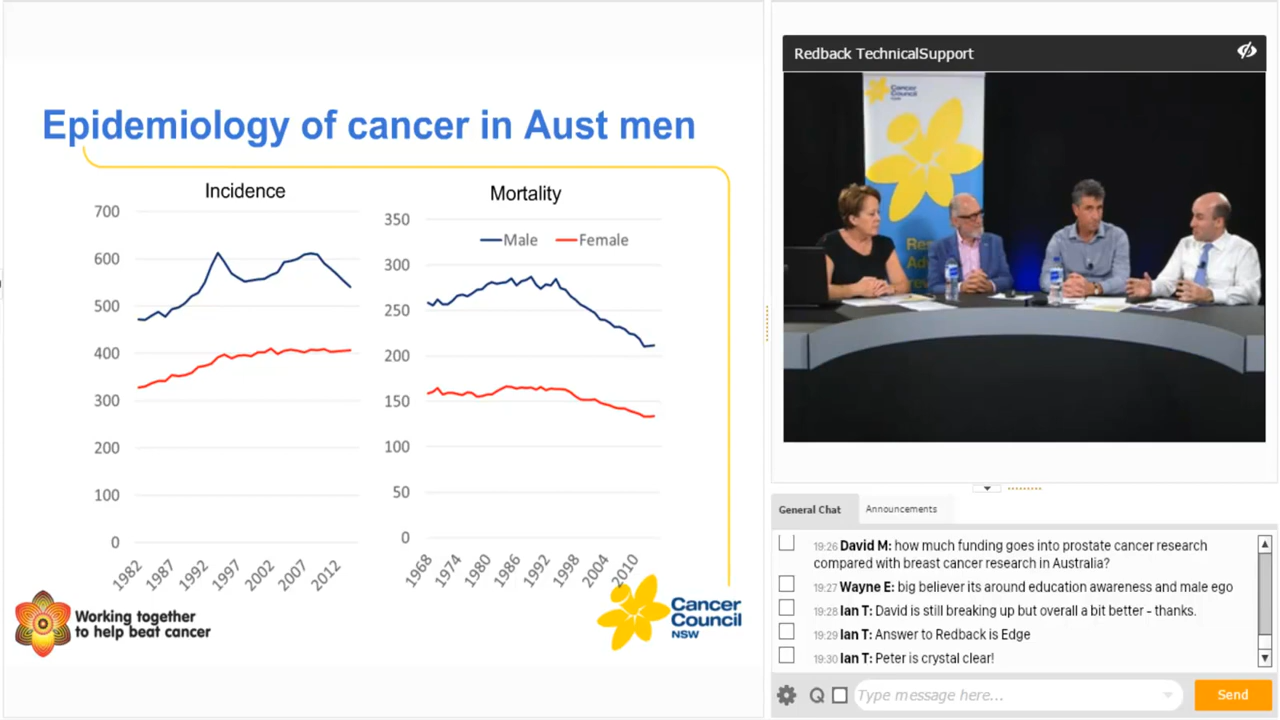 Epidemiology of cancer in Aust men
Incidence
700
600
500
400
300
200
100
0
1982
1987
1992
1997
2002
2007
2012
Mortality
350
300
250
200
150
100
50
0
Male
Female
1968
1974
1980
1986
1992
1998
2004
2010
Working together
to help beat cancer
Cancer
Council
NSW
Redback TechnicalSupport
Cancer
Council
NSW
General Chat
Announcements
19:26 David M: how much funding goes into prostate cancer research
compared with breast cancer research in Australia?
19:27 Wayne E: big believer its around education awareness and male ego
19:28 Ian T: David is still breaking up but overall a bit better - thanks.
19:29 Ian T: Answer to Redback is Edge
19:30 Ian T: Peter is crystal clear!
Type message here...
Send